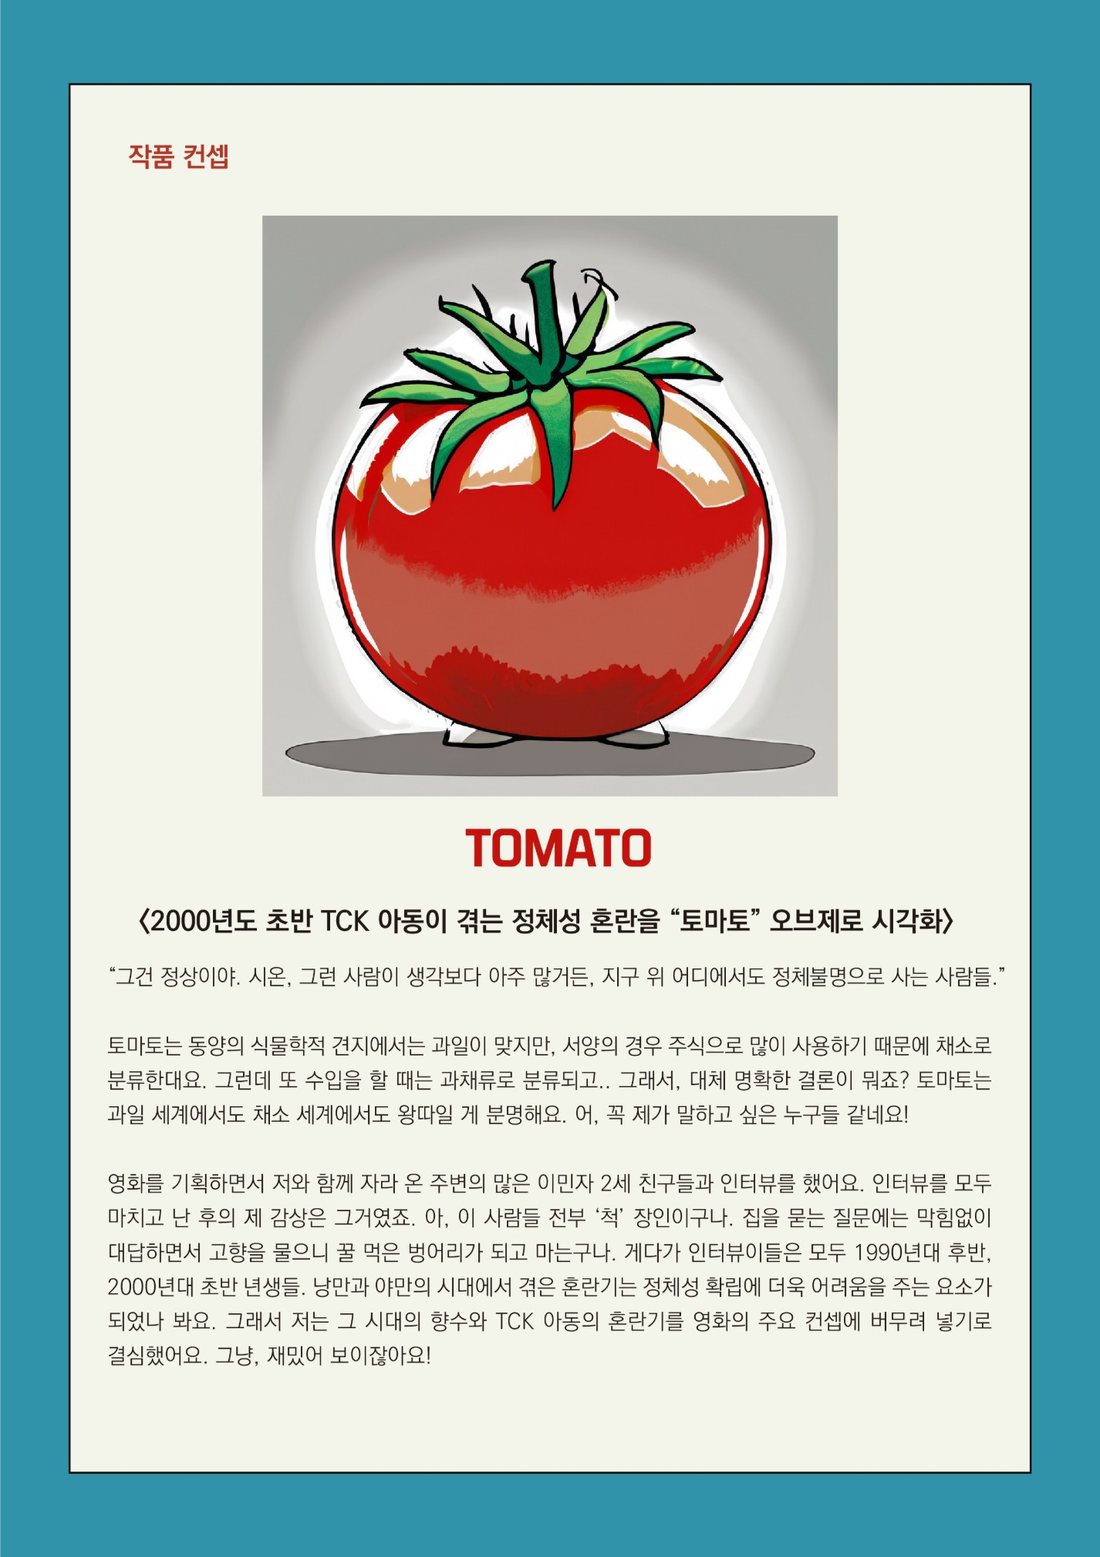 작품 컨셉
TOMATO
<2000년도 초반 TCK 아동이 겪는 정체성 혼란을 “토마토” 오브제로 시각화>
“그건 정상이야. 시온, 그런 사람이 생각보다 아주 많거든, 지구 위 어디에서도 정체불명으로 사는 사람들.”
토마토는 동양의 식물학적 견지에서는 과일이 맞지만, 서양의 경우 주식으로 많이 사용하기 때문에 채소로
분류한대요. 그런데 또 수입을 할 때는 과채류로 분류되고.. 그래서, 대체 명확한 결론이 뭐죠? 토마토는
과일 세계에서도 채소 세계에서도 왕따일 게 분명해요. 어, 꼭 제가 말하고 싶은 누구들 같네요!
영화를 기획하면서 저와 함께 자라 온 주변의 많은 이민자 2세 친구들과 인터뷰를 했어요. 인터뷰를 모두
마치고 난 후의 제 감상은 그거였죠. 아, 이 사람들 전부 ‘척’ 장인이구나. 집을 묻는 질문에는 막힘없이
대답하면서 고향을 물으니 꿀 먹은 벙어리가 되고 마는구나. 게다가 인터뷰이들은 모두 1990년대 후반,
2000년대 초반 년생들. 낭만과 야만의 시대에서 겪은 혼란기는 정체성 확립에 더욱 어려움을 주는 요소가
되었나 봐요. 그래서 저는 그 시대의 향수와 TCK 아동의 혼란기를 영화의 주요 컨셉에 버무려 넣기로
결심했어요. 그냥, 재밌어 보이잖아요!